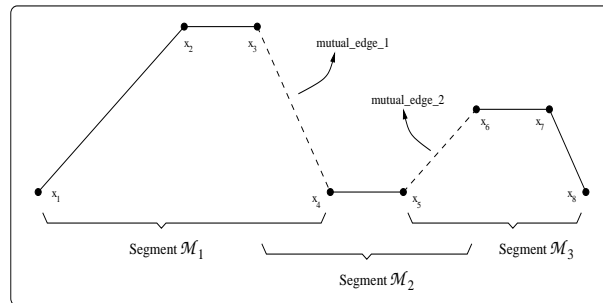 x2 x3 mutual_edge_1
mutual_edge_2
x6 x7
x1 x4 x5 x8
Segment M1 Segment M3
Segment M2